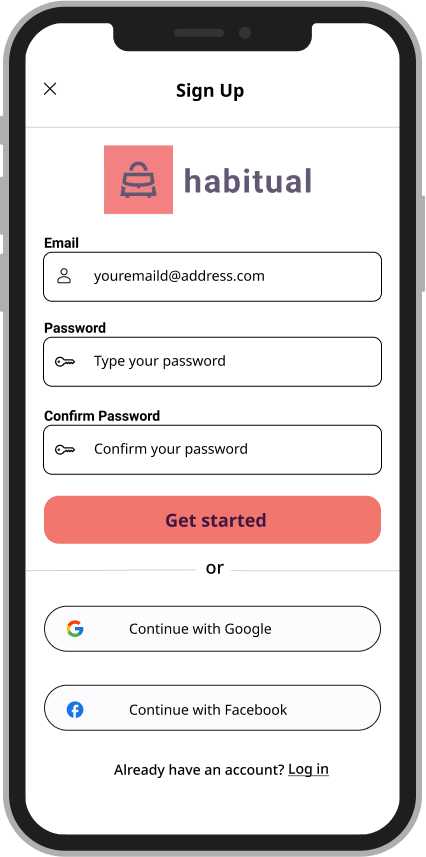 Sign Up
habitual
Email
youremaild@address.com
Password
Type your password
Confirm Password
Confirm your password
Get started
or
Continue with Google
Continue with Facebook
Already have an account? Log in